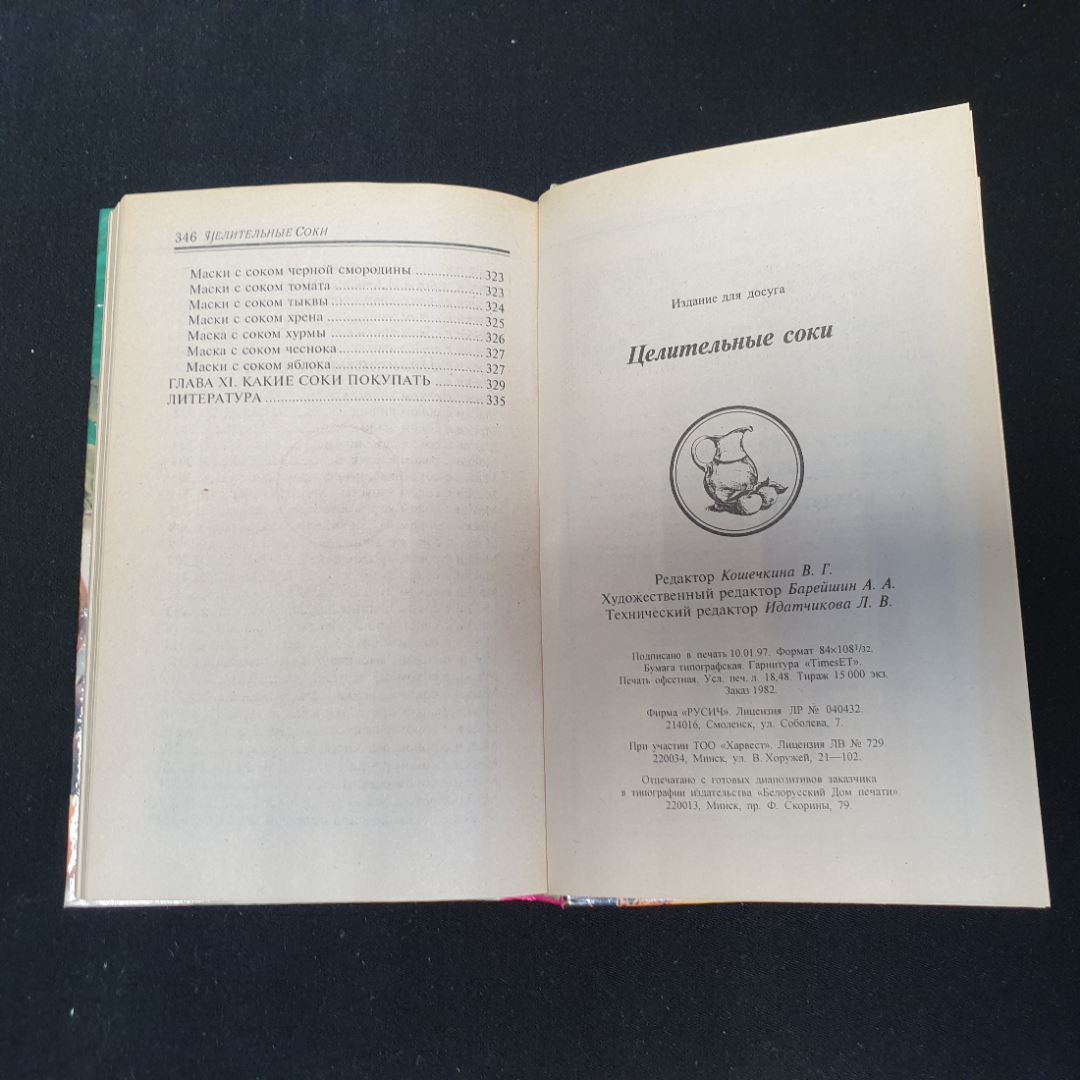 346 ЦЕЛИТЕЛЬНЫЕ СОКИ
Маски с соком черной смородины .................. 323
Маски с соком томата ........................................ 323
Маски с соком тыквы ........................................ 324
Маски с соком хрена .......................................... 325
Маска с соком хурмы ........................................ 326
Маска с соком чеснока ...................................... 327
Маски с соком яблока ........................................ 327
ГЛАВА XI. КАКИЕ СОКИ ПОКУПАТЬ ............ 329
ЛИТЕРАТУРА ...................................................... 335
Издание для досуга
Целительные соки
Редактор Кошечкина В. Г.
Художественный редактор Барейшин А. А.
Технический редактор Идатчикова Л. В.
Подписано в печать 10.01.97. Формат 84×108¹/₃₂.
Бумага типографская. Гарнитура «TimesET».
Печать офсетная. Усл. печ. л. 18,48. Тираж 15 000 экз.
Заказ 1982.
Фирма «РУСИЧ». Лицензия ЛР № 040432.
214016, Смоленск, ул. Соболева, 7.
При участии ТОО «Харвест». Лицензия ЛВ № 729.
220034, Минск, ул. В. Хоружей, 21—102.
Отпечатано с готовых диапозитивов заказчика
в типографии издательства «Белорусский Дом печати».
220013, Минск, пр. Ф. Скорины, 79.